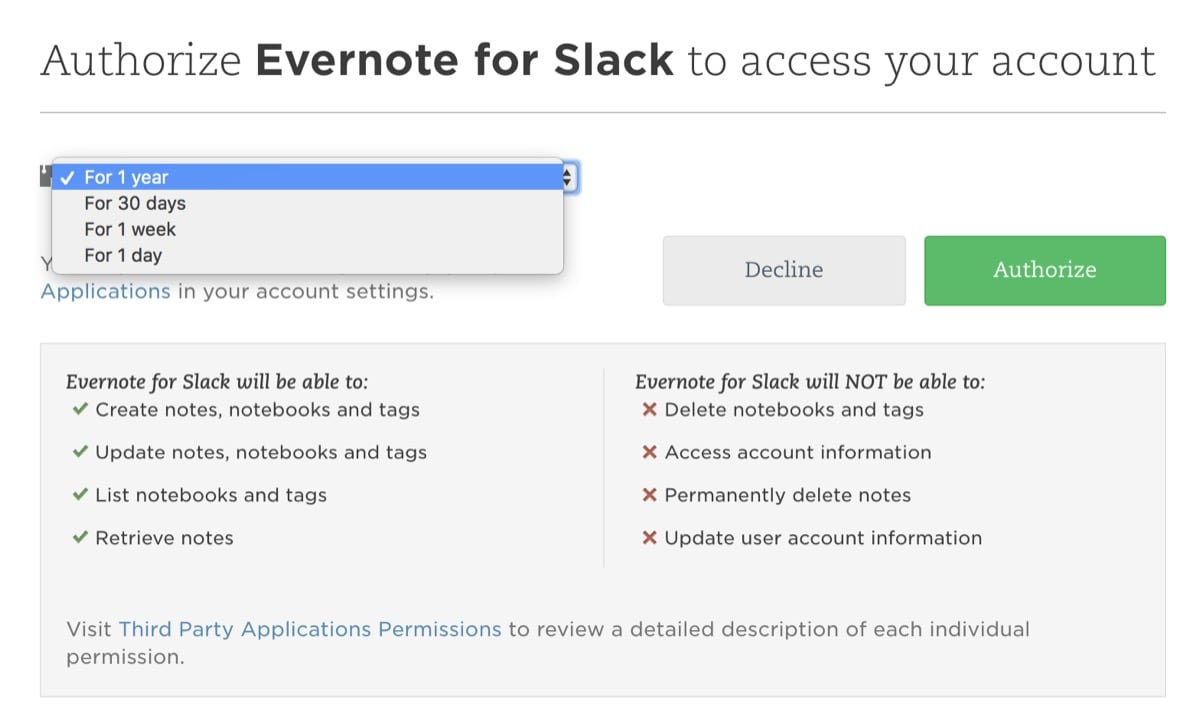 Authorize Evernote for Slack to access your account
For 1 year
For 30 days
For 1 week
For 1 day
Applications in your account settings.
Decline
Authorize
Evernote for Slack will be able to:
Create notes, notebooks and tags
Update notes, notebooks and tags
List notebooks and tags
Retrieve notes
Evernote for Slack will NOT be able to:
Delete notebooks and tags
Access account information
Permanently delete notes
Update user account information
Visit Third Party Applications Permissions to review a detailed description of each individual
permission.